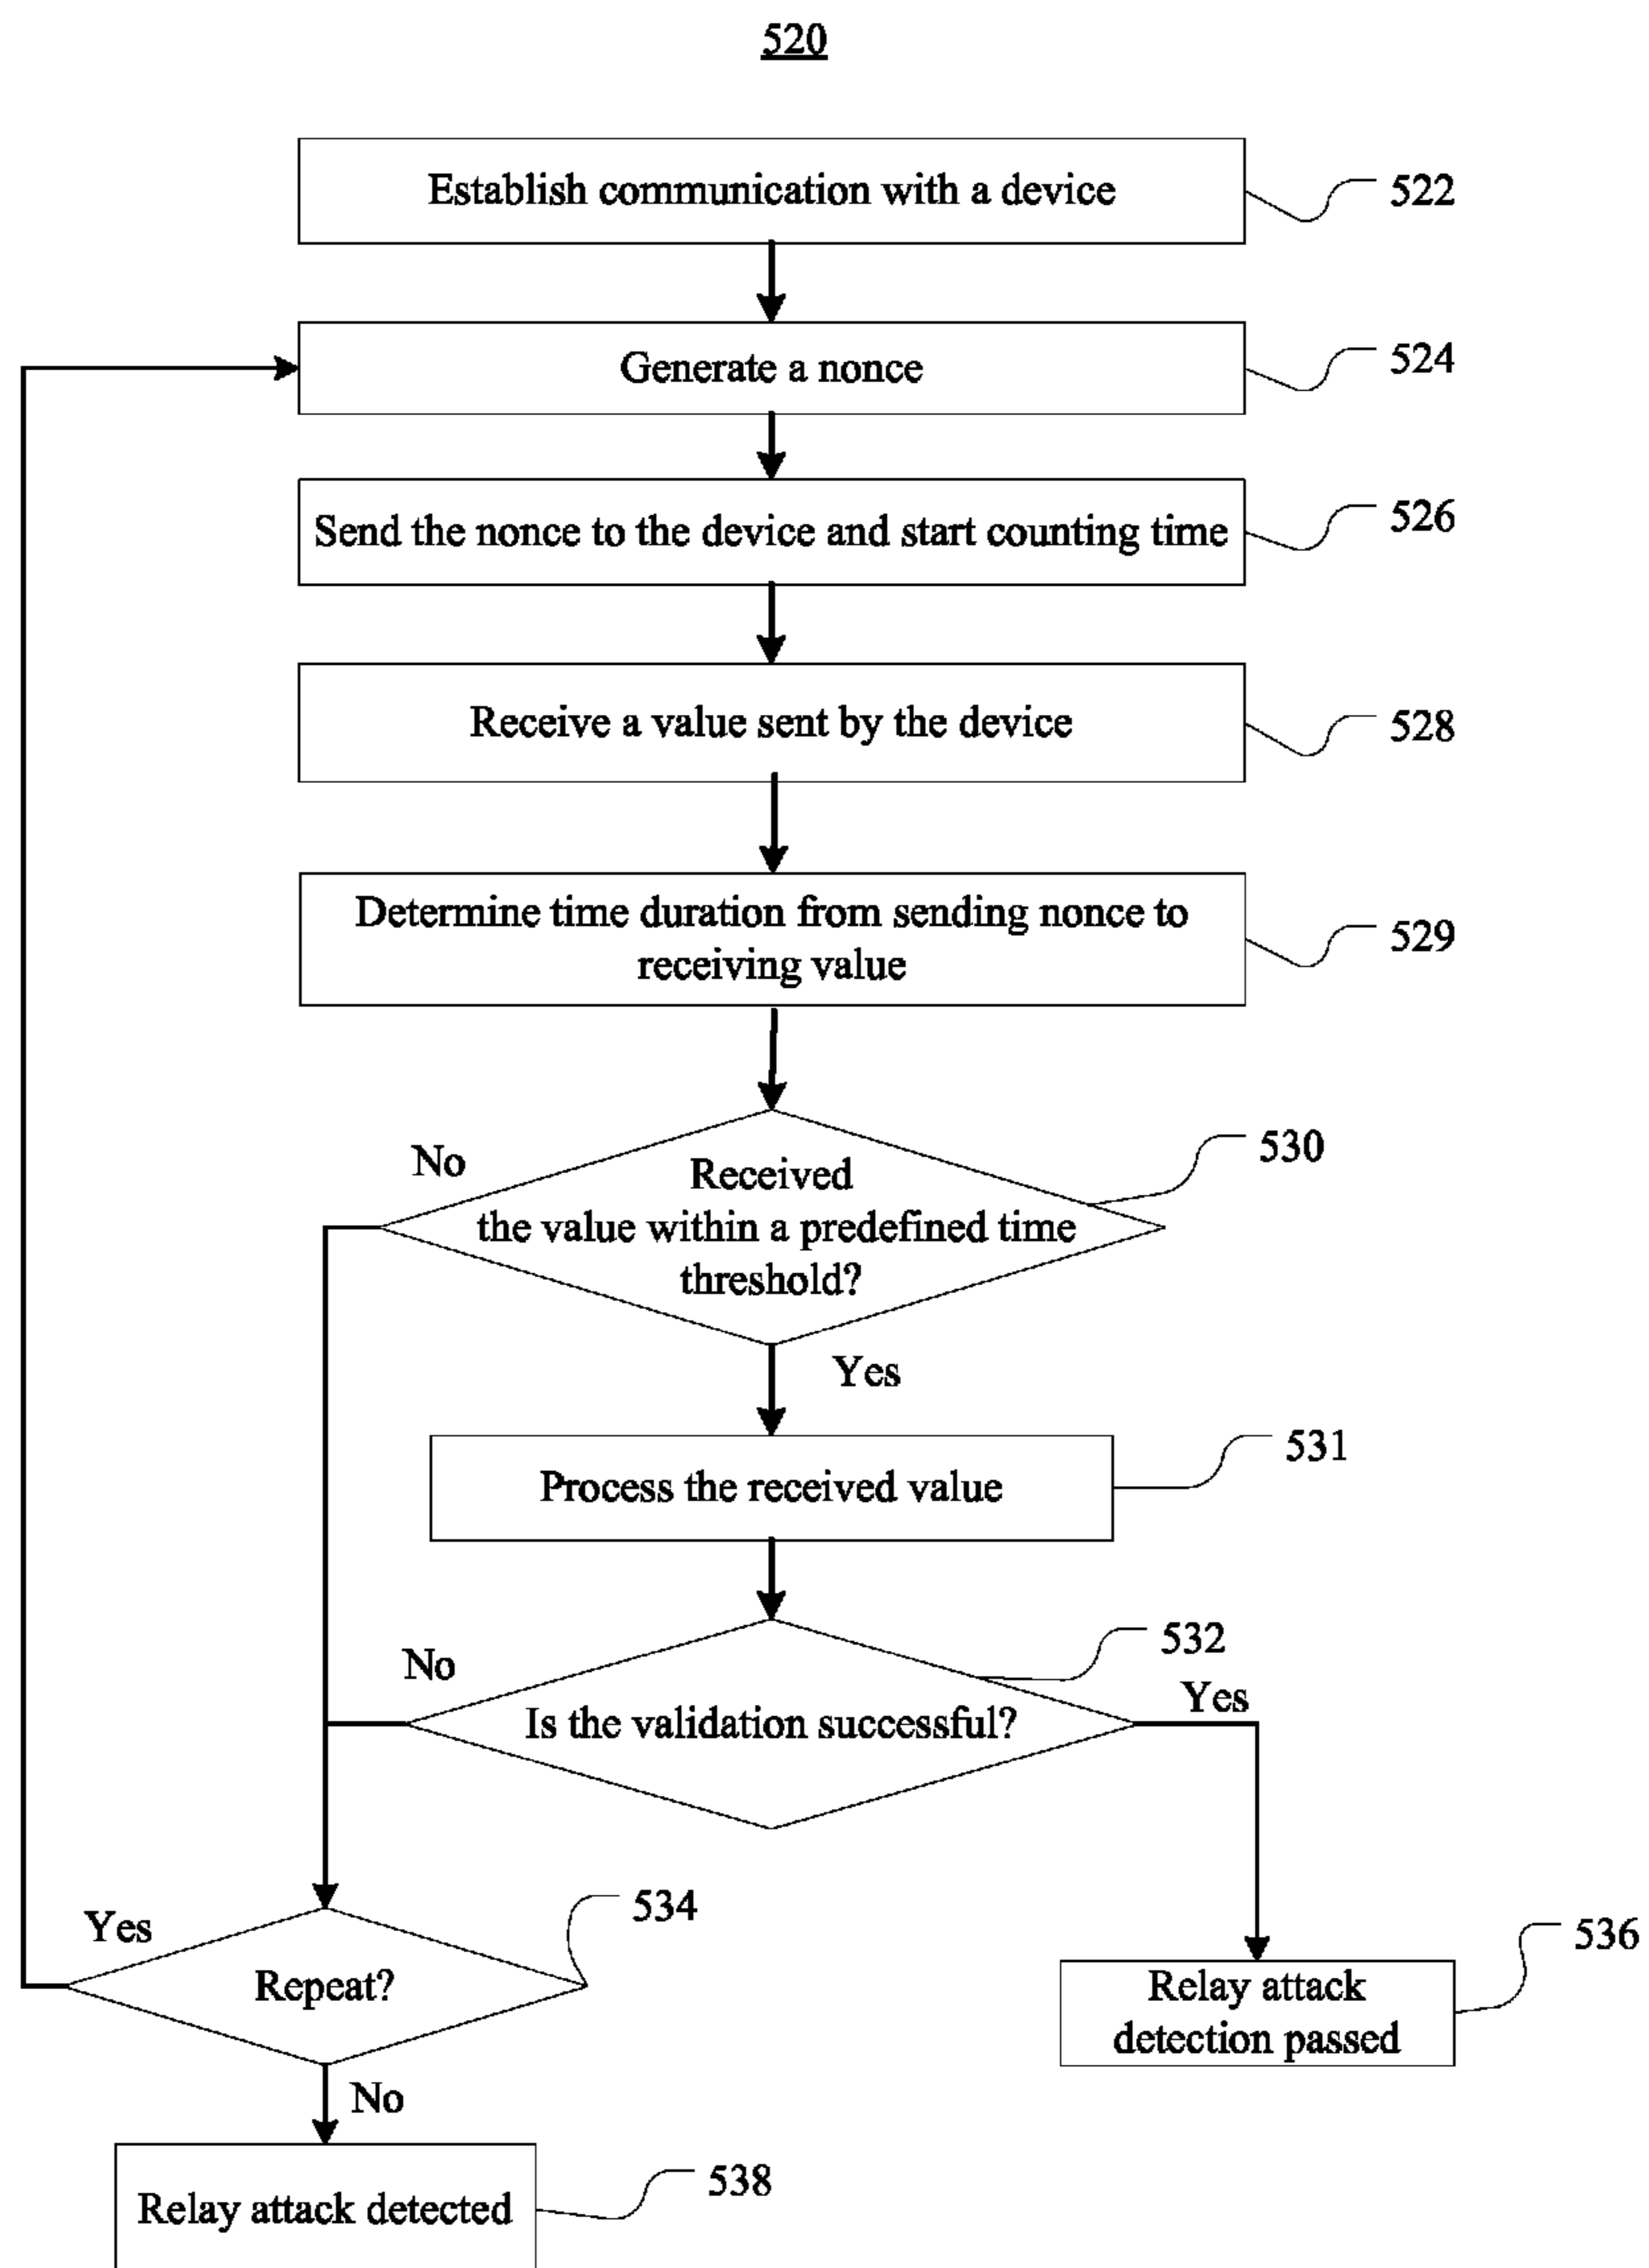 520
Establish communication with a device
522
Generate a nonce
524
Send the nonce to the device and start counting time
526
Receive a value sent by the device
528
Determine time duration from sending nonce to
receiving value
529
No
Received
the value within a predefined time
threshold?
530
Yes
Process the received value
531
No
Is the validation successful?
532
Yes
Yes
Repeat?
534
Relay attack
detection passed
536
No
Relay attack detected
538